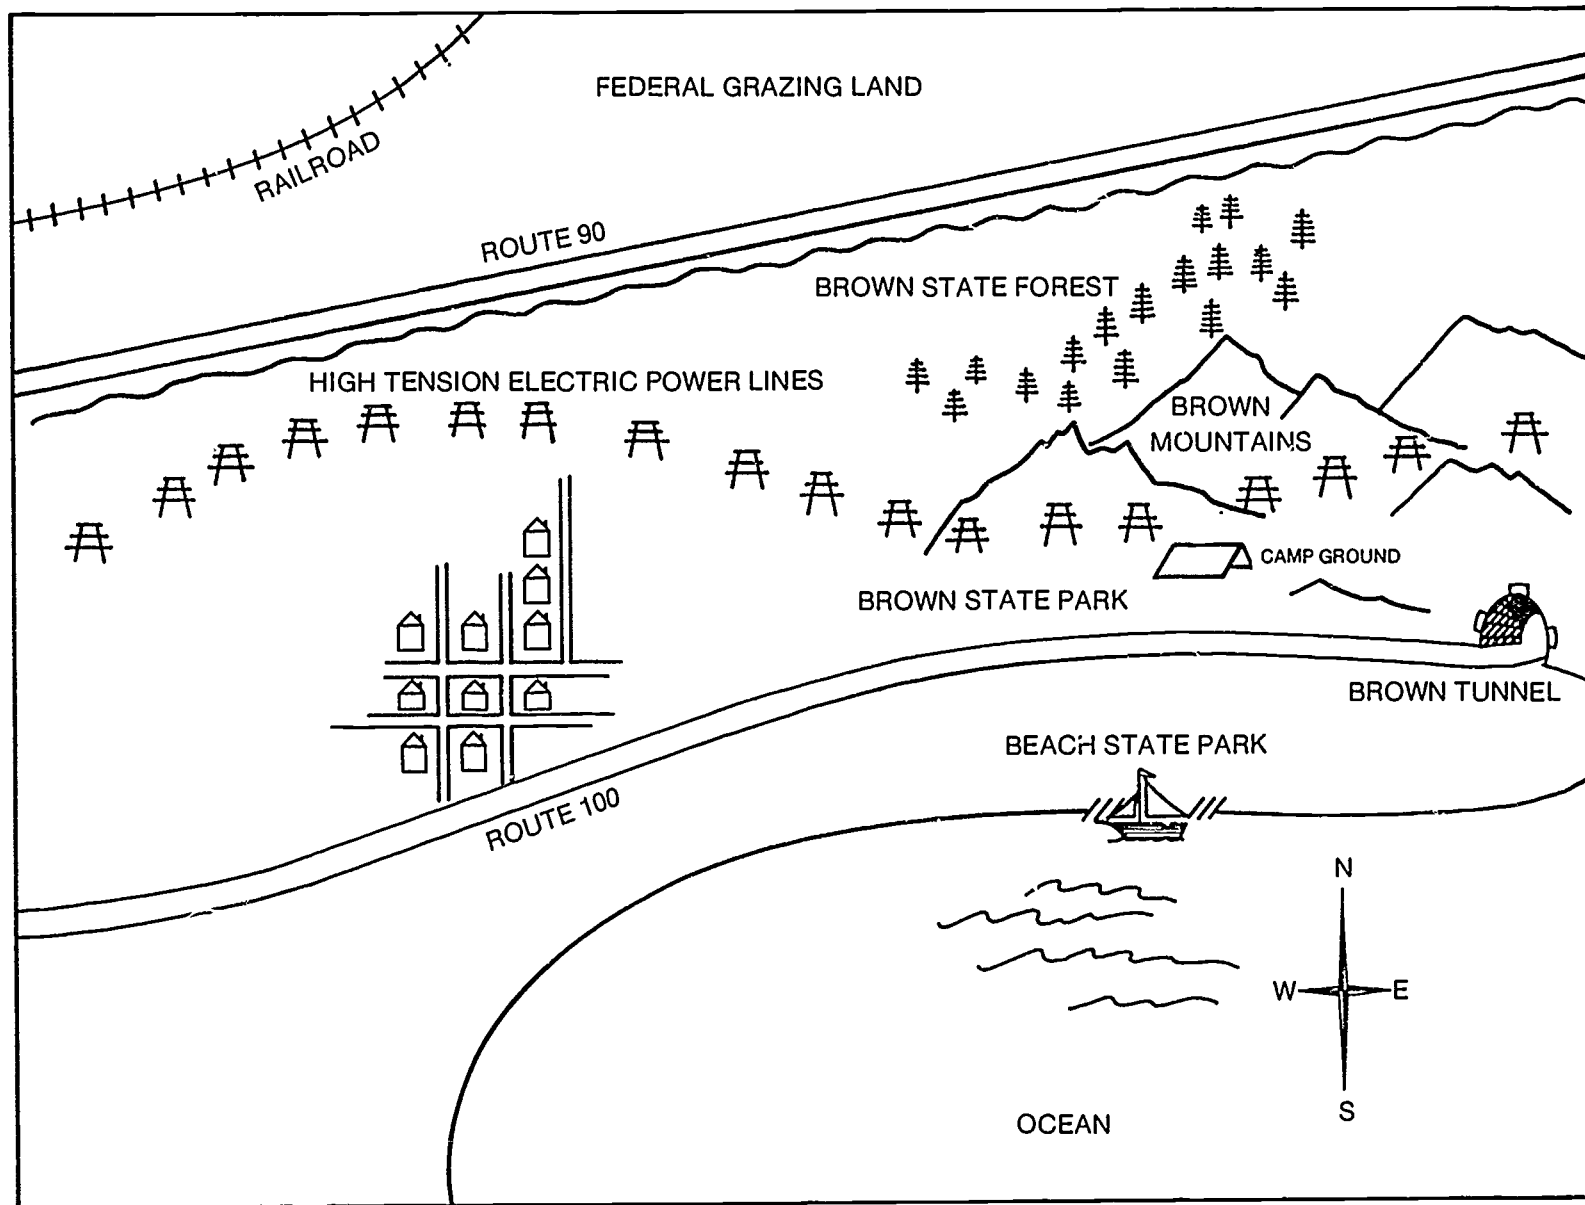 FEDERAL GRAZING LAND
RAILROAD
ROUTE 90
BROWN STATE FOREST
HIGH TENSION ELECTRIC POWER LINES
BROWN
MOUNTAINS
CAMP GROUND
BROWN STATE PARK
BROWN TUNNEL
BEACH STATE PARK
ROUTE 100
N
W
E
S
OCEAN